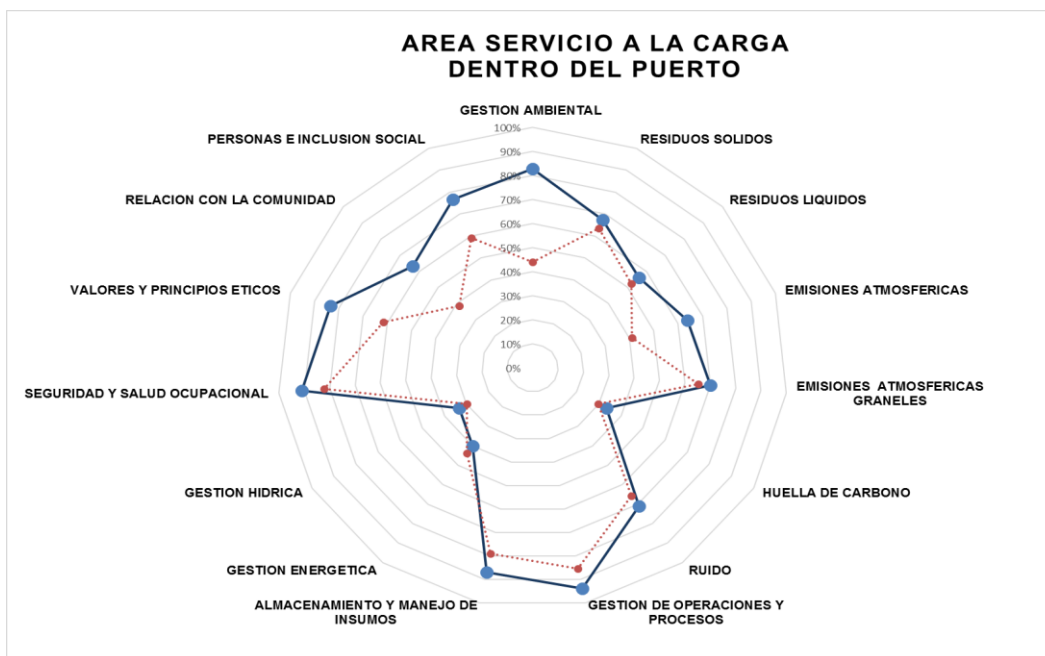 AREA SERVICIO A LA CARGA
DENTRO DEL PUERTO
GESTION AMBIENTAL
100%
90%
80%
70%
60%
50%
40%
30%
20%
10%
0%
RESIDUOS SOLIDOS
RESIDUOS LIQUIDOS
EMISIONES ATMOSFERICAS
EMISIONES ATMOSFERICAS
GRANELES
HUELLA DE CARBONO
RUIDO
GESTION DE OPERACIONES Y
PROCESOS
ALMACENAMIENTO Y MANEJO DE
INSUMOS
GESTION ENERGETICA
GESTION HIDRICA
SEGURIDAD Y SALUD OCUPACIONAL
VALORES Y PRINCIPIOS ETICOS
RELACION CON LA COMUNIDAD
PERSONAS E INCLUSION SOCIAL